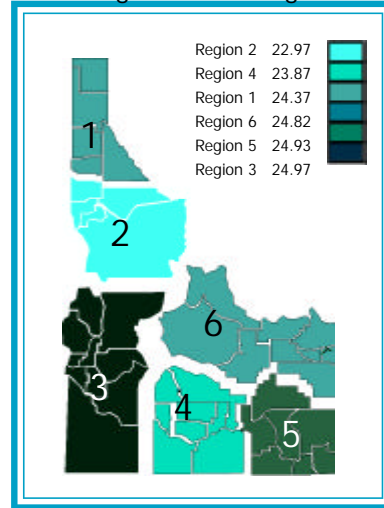 Region 2 22.97
Region 4 23.87
Region 1 24.37
Region 6 24.82
Region 5 24.93
Region 3 24.97
1
2
6
3
4
5